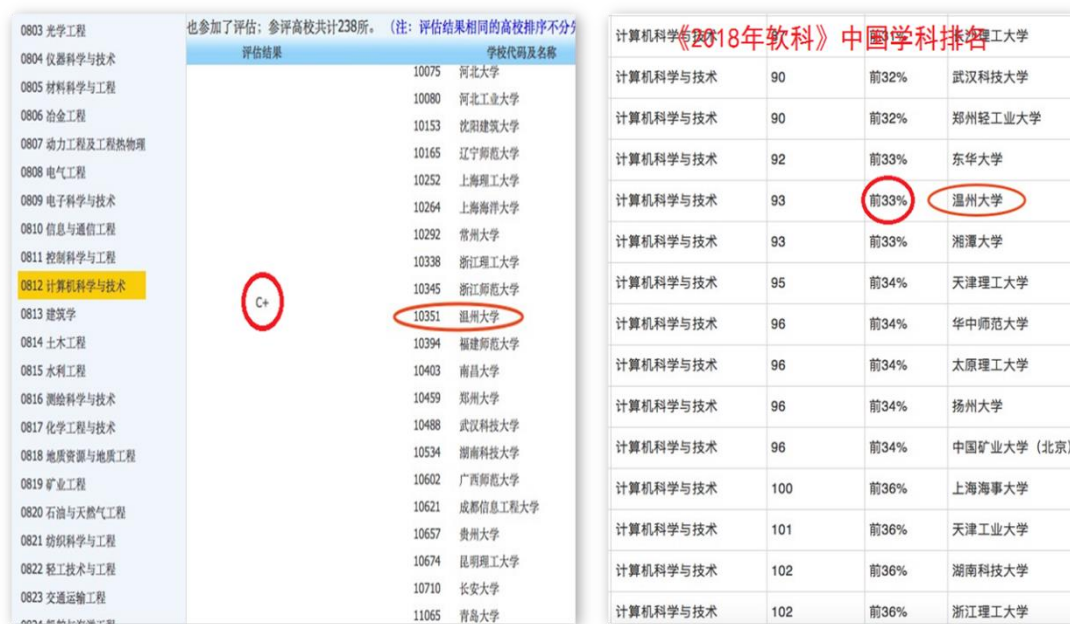 0803 光学工程
0804 仪器科学与技术
0805 材料科学与工程
0806 冶金工程
0807 动力工程及工程热物理
0808 电气工程
0809 电子科学与技术
0810 信息与通信工程
0811 控制科学与工程
0812 计算机科学与技术
0813 建筑学
0814 土木工程
0815 水利工程
0816 测绘科学与技术
0817 化学工程与技术
0818 地质资源与地质工程
0819 矿业工程
0820 石油与天然气工程
0821 纺织科学与工程
0822 轻工技术与工程
0823 交通运输工程
也参加了评估；参评高校共计238所。（注：评估结果相同的高校排序不分先
评估结果 学校代码及名称
C+
10075 河北大学
10080 河北工业大学
10153 沈阳建筑大学
10165 辽宁师范大学
10252 上海理工大学
10264 上海海洋大学
10292 常州大学
10338 浙江理工大学
10345 浙江师范大学
10351 温州大学
10394 福建师范大学
10403 南昌大学
10459 郑州大学
10488 武汉科技大学
10534 湖南科技大学
10602 广西师范大学
10621 成都信息工程大学
10657 贵州大学
10674 昆明理工大学
10710 长安大学
11065 青岛大学
《2018年软科》中国学科排名
计算机科学与技术 长沙理工大学
计算机科学与技术 90 前32% 武汉科技大学
计算机科学与技术 90 前32% 郑州轻工业大学
计算机科学与技术 92 前33% 东华大学
计算机科学与技术 93 前33% 温州大学
计算机科学与技术 93 前33% 湘潭大学
计算机科学与技术 95 前34% 天津理工大学
计算机科学与技术 96 前34% 华中师范大学
计算机科学与技术 96 前34% 太原理工大学
计算机科学与技术 96 前34% 扬州大学
计算机科学与技术 96 前34% 中国矿业大学（北京）
计算机科学与技术 100 前36% 上海海事大学
计算机科学与技术 101 前36% 天津工业大学
计算机科学与技术 102 前36% 湖南科技大学
计算机科学与技术 102 前36% 浙江理工大学